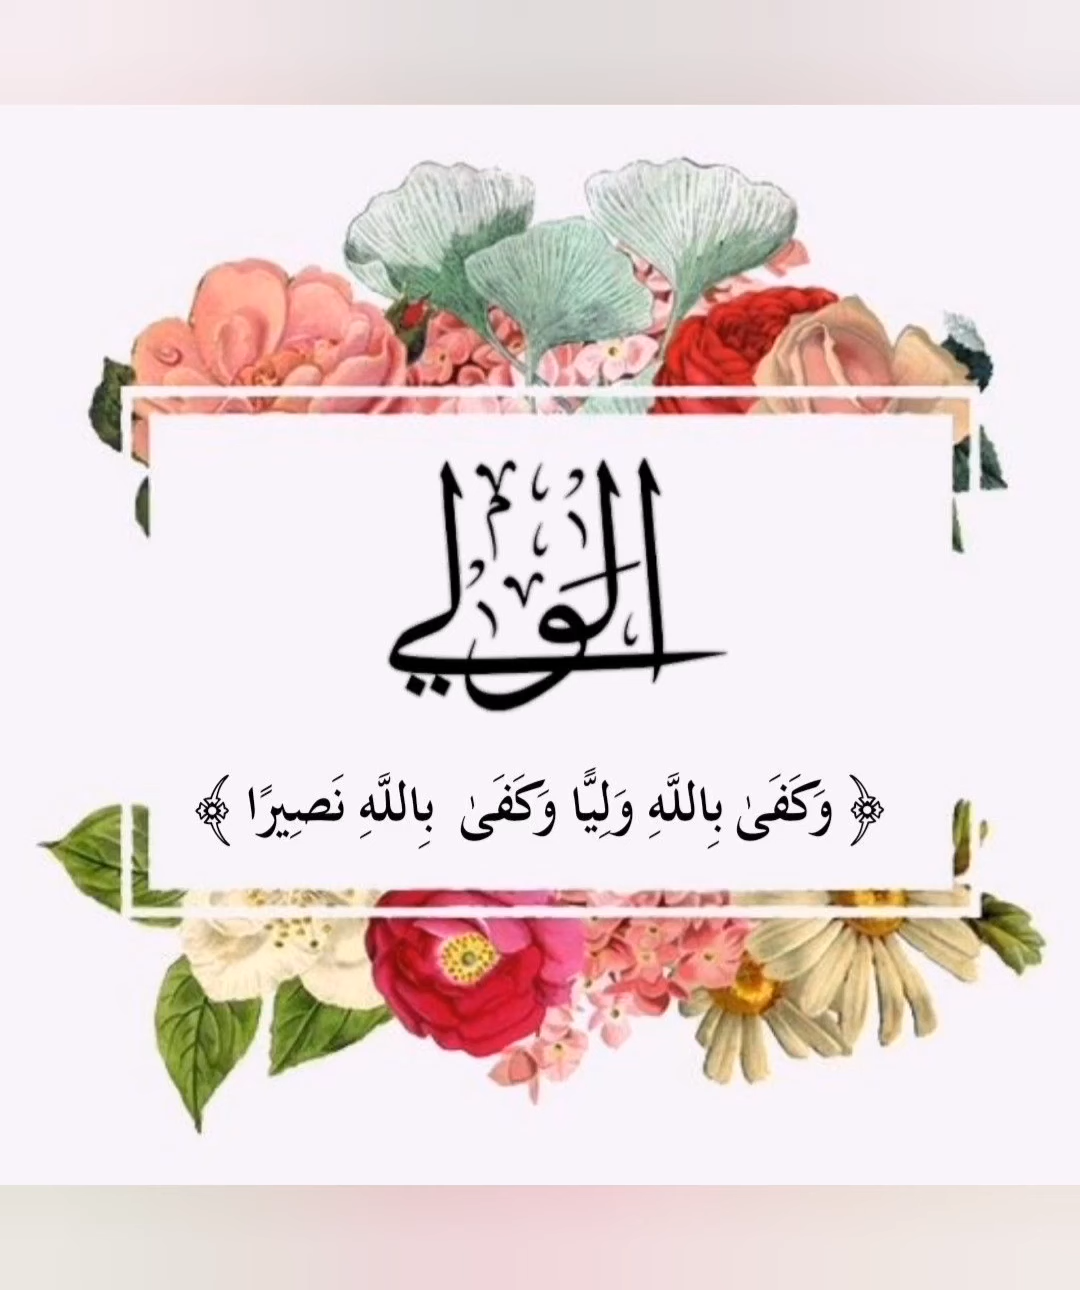 الولي
﴿ وَكَفَىٰ بِاللَّهِ وَلِيًّا وَكَفَىٰ بِاللَّهِ نَصِيرًا ﴾